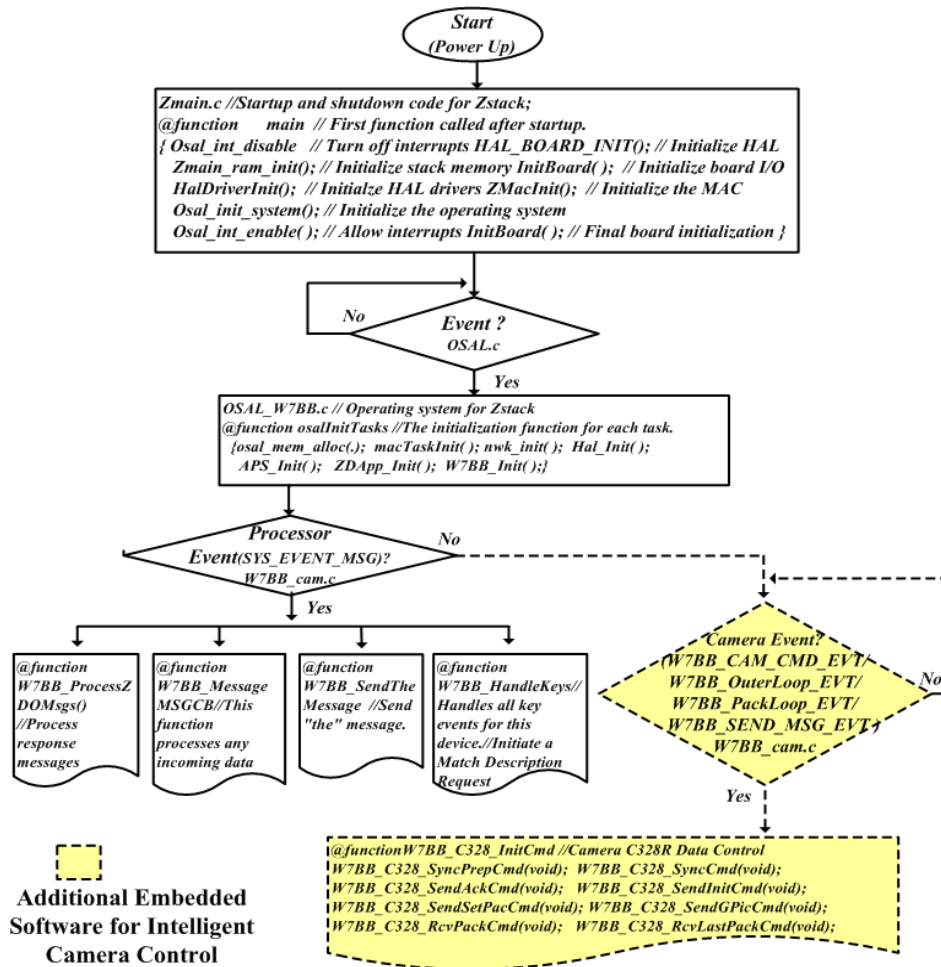 Start
(Power Up)
Zmain.c //Startup and shutdown code for Zstack;
@function main // First function called after startup.
{ Osal_int_disable // Turn off interrupts HAL_BOARD_INIT(); // Initialize HAL
Zmain_ram_init(); // Initialize stack memory InitBoard( ); // Initialize board I/O
HalDriverInit(); // Initialze HAL drivers ZMacInit(); // Initialize the MAC
Osal_init_system(); // Initialize the operating system
Osal_int_enable( ); // Allow interrupts InitBoard( ); // Final board initialization }
No
Event ?
OSAL.c
Yes
OSAL_W7BB.c // Operating system for Zstack
@function osalInitTasks //The initialization function for each task.
{osal_mem_alloc(.); macTaskInit( ); nwk_init( ); Hal_Init( );
APS_Init( ); ZDApp_Init( ); W7BB_Init( );}
Processor
Event(SYS_EVENT_MSG)?
W7BB_cam.c
No
Yes
@function
W7BB_ProcessZ
DOMsgs()
//Process
response
messages
@function
W7BB_Message
MSGCB//This
function
processes any
incoming data
@function
W7BB_SendThe
Message //Send
"the" message.
@function
W7BB_HandleKeys//
Handles all key
events for this
device.//Initiate a
Match Description
Request
Camera Event?
(W7BB_CAM_CMD_EVT/
W7BB_OuterLoop_EVT/
W7BB_PackLoop_EVT/
W7BB_SEND_MSG_EVT )
W7BB_cam.c
No
Yes
@functionW7BB_C328_InitCmd //Camera C328R Data Control
W7BB_C328_SyncPrepCmd(void); W7BB_C328_SyncCmd(void);
W7BB_C328_SendAckCmd(void); W7BB_C328_SendInitCmd(void);
W7BB_C328_SendSetPacCmd(void); W7BB_C328_SendGPicCmd(void);
W7BB_C328_RcvPackCmd(void); W7BB_C328_RcvLastPackCmd(void);
Additional Embedded
Software for Intelligent
Camera Control